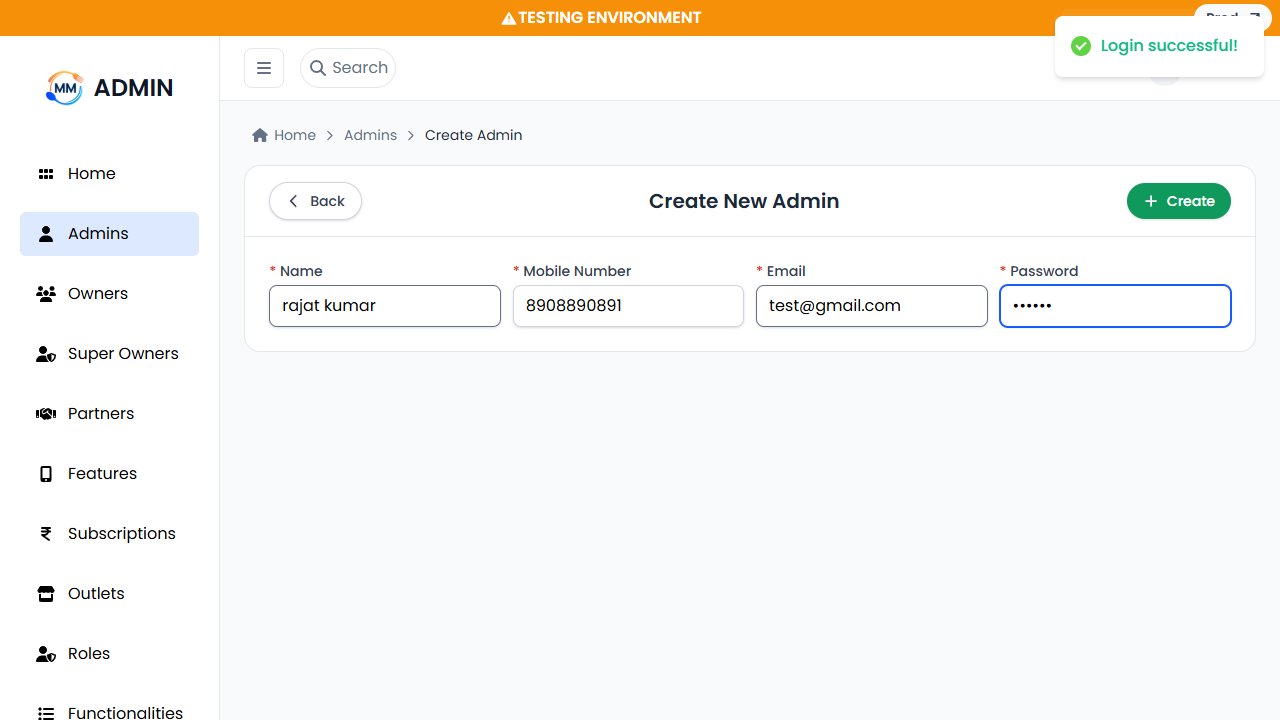 TESTING ENVIRONMENT
Login successful!
MM ADMIN
Search
Home
Admins
Owners
Super Owners
Partners
Features
Subscriptions
Outlets
Roles
Functionalities
Home > Admins > Create Admin
Back
Create New Admin
+ Create
* Name
* Mobile Number
* Email
* Password
rajat kumar
8908890891
test@gmail.com
••••••